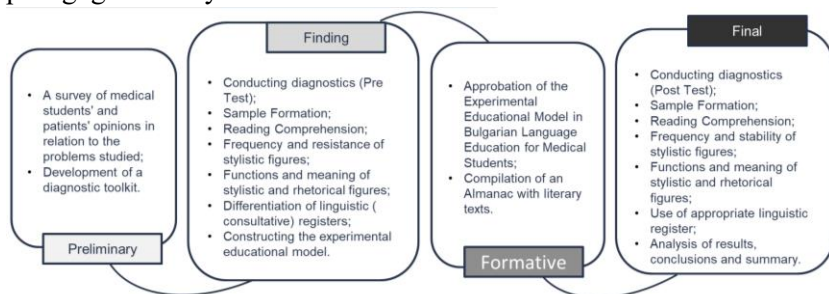 Preliminary
• A survey of medical
students' and
patients' opinions in
relation to the
problems studied;
• Development of a
diagnostic toolkit.
Finding
• Conducting diagnostics (Pre
Test);
• Sample Formation;
• Reading Comprehension;
• Frequency and resistance of
stylistic figures;
• Functions and meaning of
stylistic and rhetorical figures;
• Differentiation of linguistic (
consultative) registers;
• Constructing the experimental
educational model.
• Approbation of the
Experimental
Educational Model in
Bulgarian Language
Education for Medical
Students;
• Compilation of an
Almanac with literary
texts.
Formative
Final
• Conducting diagnostics
(Post Test);
• Sample Formation;
• Reading Comprehension;
• Frequency and stability of
stylistic figures;
• Functions and meaning of
stylistic and rhetorical
figures;
• Use of appropriate linguistic
register;
• Analysis of results,
conclusions and summary.